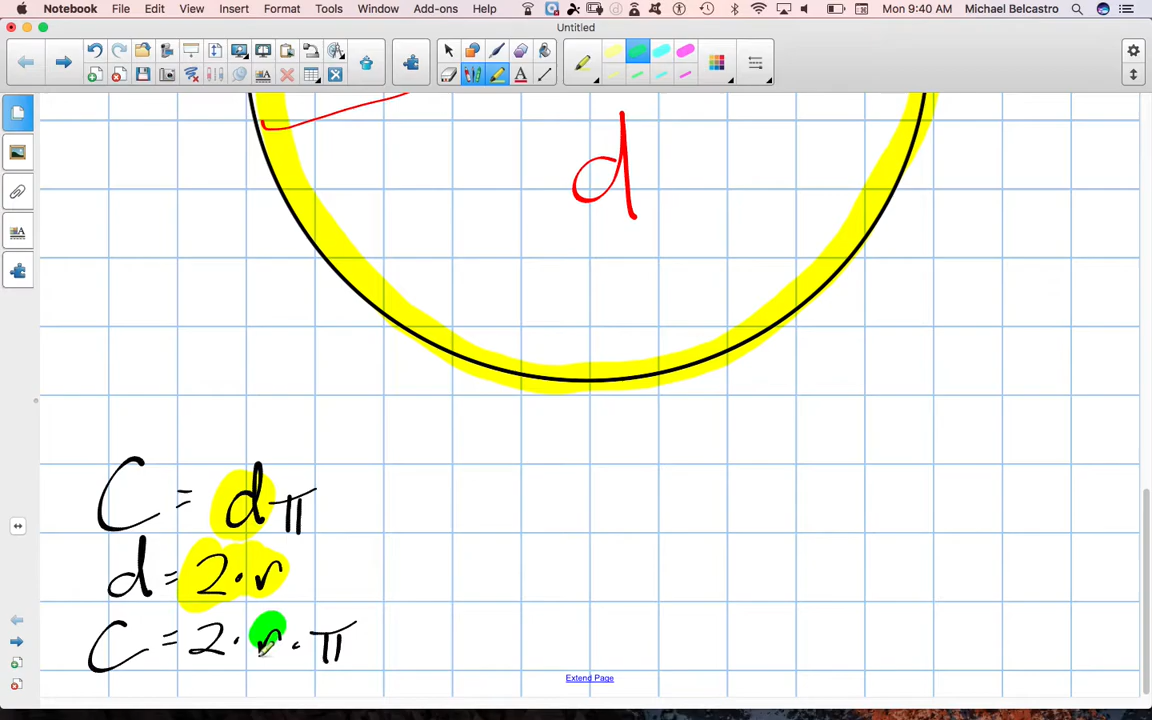 Notebook File Edit View Insert Format Tools Window Add-ons Help Mon 9:40 AM Michael Belcastro
Untitled
d
C = dπ
d = 2·r
C = 2·r·π
Extend Page